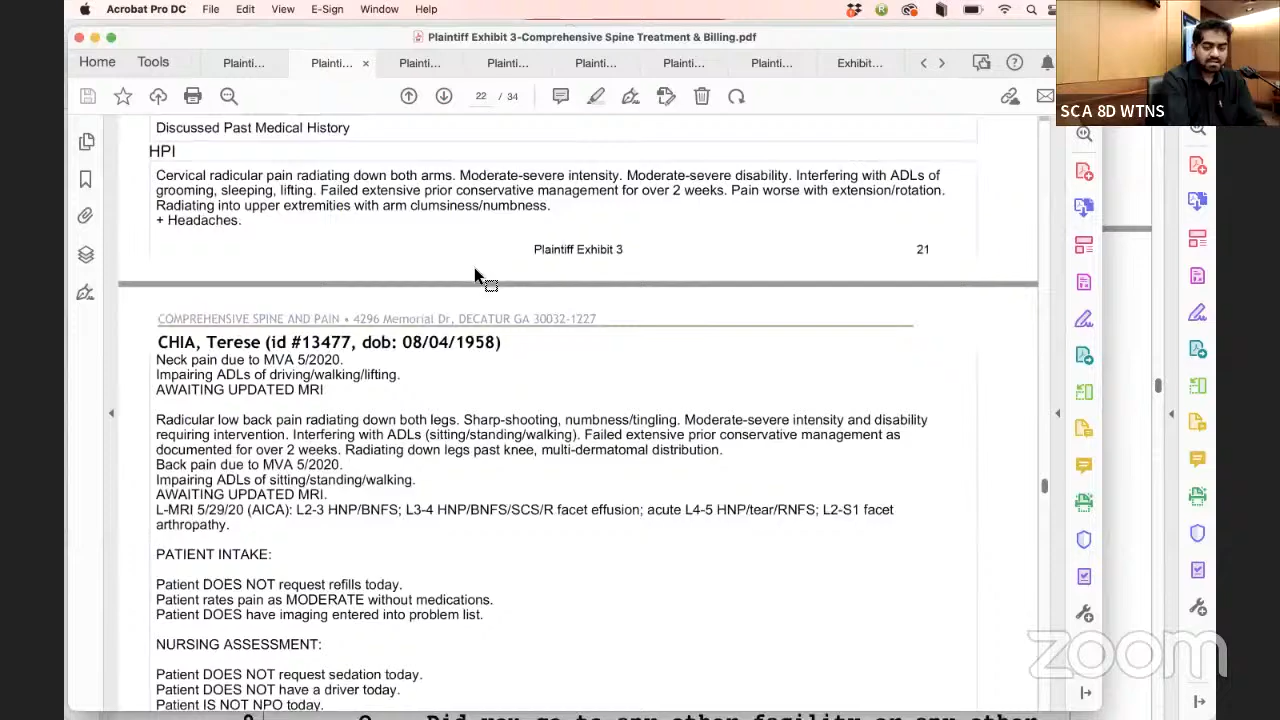 Acrobat Pro DC File Edit View E-Sign Window Help
Plaintiff Exhibit 3-Comprehensive Spine Treatment & Billing.pdf
Home Tools Plainti... Plainti... × Plainti... Plainti... Plainti... Plainti... Plainti... Exhibit...
22 / 34
SCA 8D WTNS
Discussed Past Medical History
HPI
Cervical radicular pain radiating down both arms. Moderate-severe intensity. Moderate-severe disability. Interfering with ADLs of
grooming, sleeping, lifting. Failed extensive prior conservative management for over 2 weeks. Pain worse with extension/rotation.
Radiating into upper extremities with arm clumsiness/numbness.
+ Headaches.
Plaintiff Exhibit 3 21
COMPREHENSIVE SPINE AND PAIN • 4296 Memorial Dr, DECATUR GA 30032-1227
CHIA, Terese (id #13477, dob: 08/04/1958)
Neck pain due to MVA 5/2020.
Impairing ADLs of driving/walking/lifting.
AWAITING UPDATED MRI
Radicular low back pain radiating down both legs. Sharp-shooting, numbness/tingling. Moderate-severe intensity and disability
requiring intervention. Interfering with ADLs (sitting/standing/walking). Failed extensive prior conservative management as
documented for over 2 weeks. Radiating down legs past knee, multi-dermatomal distribution.
Back pain due to MVA 5/2020.
Impairing ADLs of sitting/standing/walking.
AWAITING UPDATED MRI.
L-MRI 5/29/20 (AICA): L2-3 HNP/BNFS; L3-4 HNP/BNFS/SCS/R facet effusion; acute L4-5 HNP/tear/RNFS; L2-S1 facet
arthropathy.
PATIENT INTAKE:
Patient DOES NOT request refills today.
Patient rates pain as MODERATE without medications.
Patient DOES have imaging entered into problem list.
NURSING ASSESSMENT:
Patient DOES NOT request sedation today.
Patient DOES NOT have a driver today.
Patient IS NOT NPO today.
zoom
Q Did you go to any other facility or any other